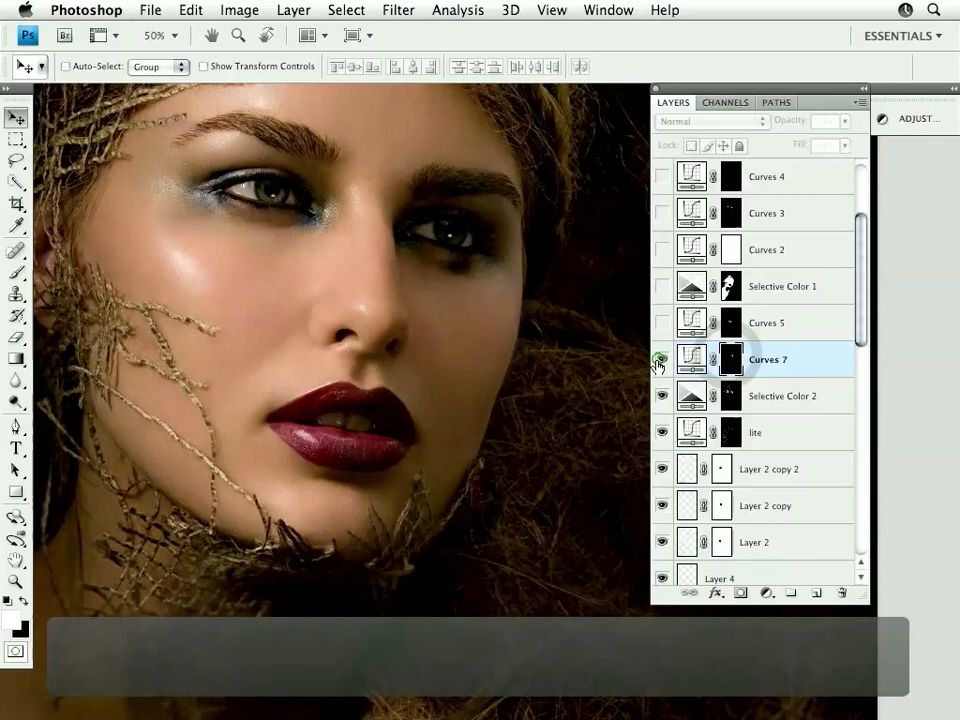 Photoshop File Edit Image Layer Select Filter Analysis 3D View Window Help
Ps Br 50% ESSENTIALS
Auto-Select: Group Show Transform Controls
LAYERS CHANNELS PATHS
ADJUST...
Normal Opacity:
Lock: Fill:
Curves 4
Curves 3
Curves 2
Selective Color 1
Curves 5
Curves 7
Selective Color 2
lite
Layer 2 copy 2
Layer 2 copy
Layer 2
Layer 4
fx
T